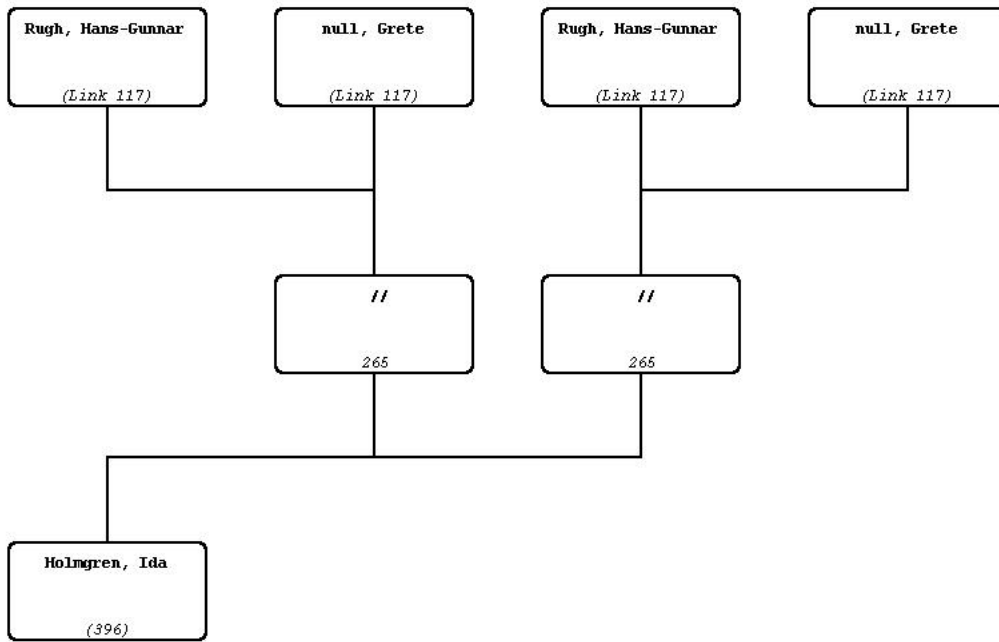 Rugh, Hans-Gunnar
(Link 117)
null, Grete
(Link 117)
Rugh, Hans-Gunnar
(Link 117)
null, Grete
(Link 117)
//
265
//
265
Holmgren, Ida
(396)